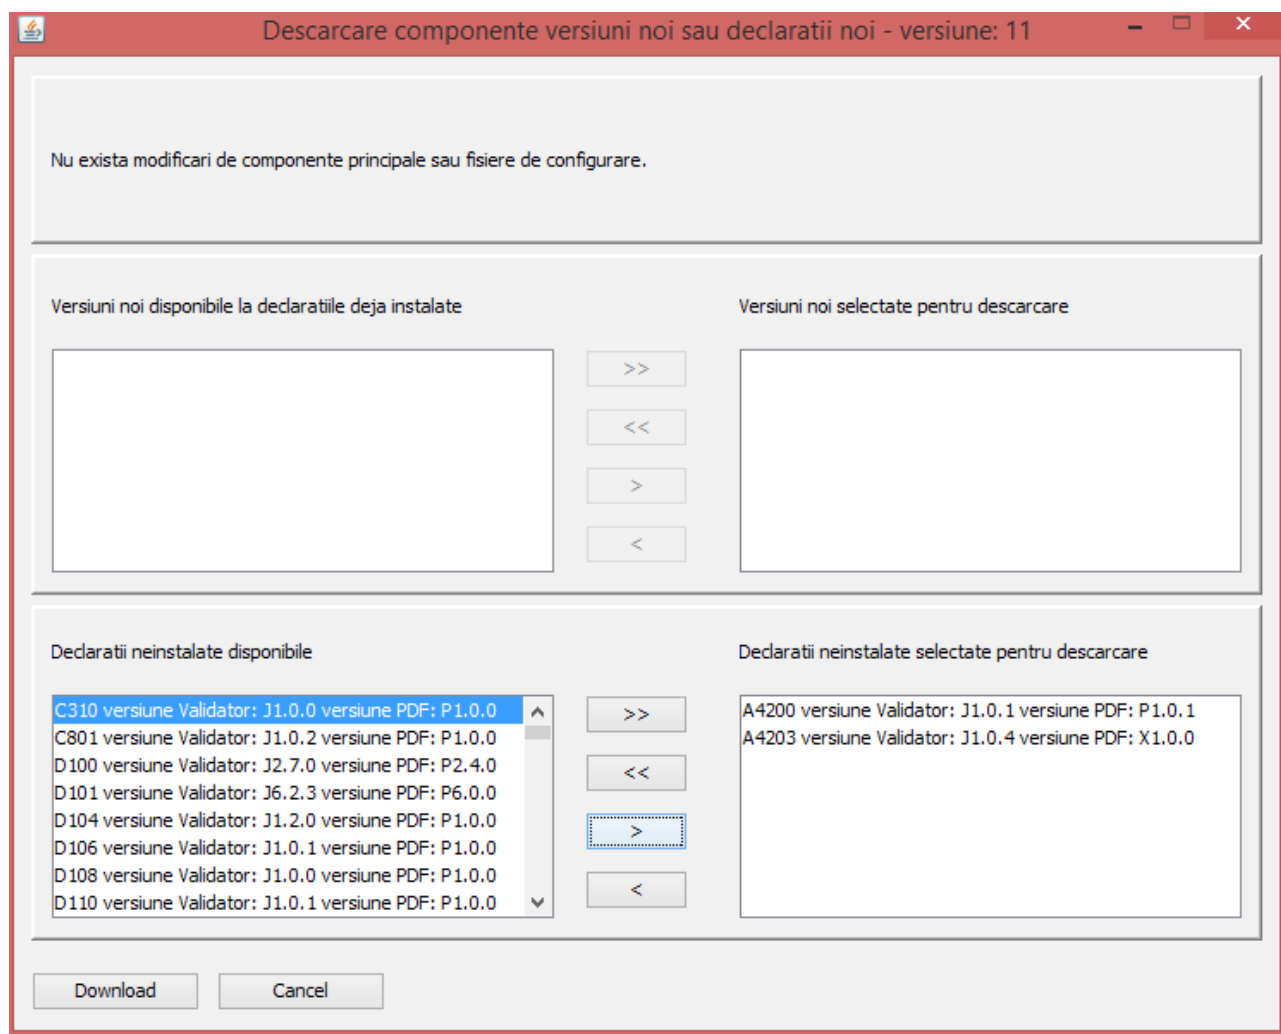 Descarcare componente versiuni noi sau declaratii noi - versiune: 11
Nu exista modificari de componente principale sau fisiere de configurare.
Versiuni noi disponibile la declaratiile deja instalate
Versiuni noi selectate pentru descarcare
>>
<<
>
<
Declaratii neinstalate disponibile
Declaratii neinstalate selectate pentru descarcare
C310 versiune Validator: J1.0.0 versiune PDF: P1.0.0
C801 versiune Validator: J1.0.2 versiune PDF: P1.0.0
D100 versiune Validator: J2.7.0 versiune PDF: P2.4.0
D101 versiune Validator: J6.2.3 versiune PDF: P6.0.0
D104 versiune Validator: J1.2.0 versiune PDF: P1.0.0
D106 versiune Validator: J1.0.1 versiune PDF: P1.0.0
D108 versiune Validator: J1.0.0 versiune PDF: P1.0.0
D110 versiune Validator: J1.0.1 versiune PDF: P1.0.0
>>
<<
>
<
A4200 versiune Validator: J1.0.1 versiune PDF: P1.0.1
A4203 versiune Validator: J1.0.4 versiune PDF: X1.0.0
Download
Cancel